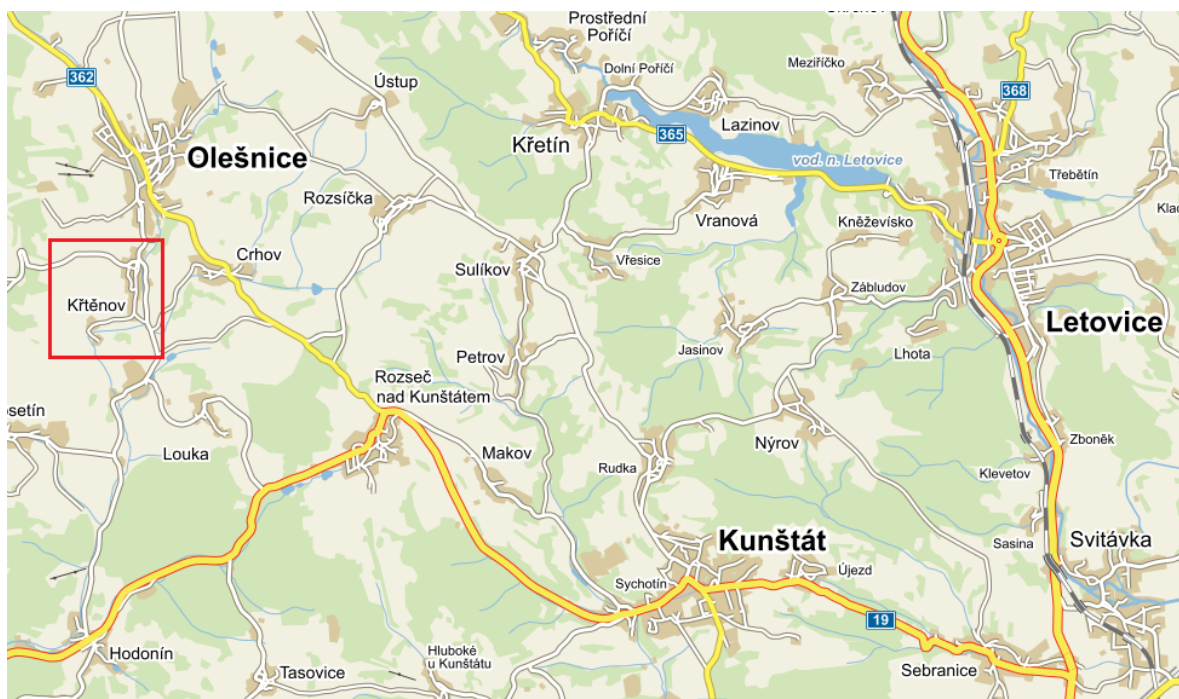 Prostřední
Poříčí
362
Ústup
Dolní Poříčí
Meziříčko
368
Olešnice
Křetín
365
Lazinov
vod. n. Letovice
Třebětín
Rozsíčka
Vranová
Kněževísko
Crhov
Sulíkov
Vřesice
Zábludov
Křtěnov
Letovice
Jasinov
Lhota
Petrov
Rozseč
nad Kunštátem
Louka
Makov
Rudka
Nýrov
Zboněk
Klevetov
Kunštát
Sasina
Svitávka
Sychotín
Újezd
19
Hodonín
Tasovice
Hluboké
u Kunštátu
Sebranice